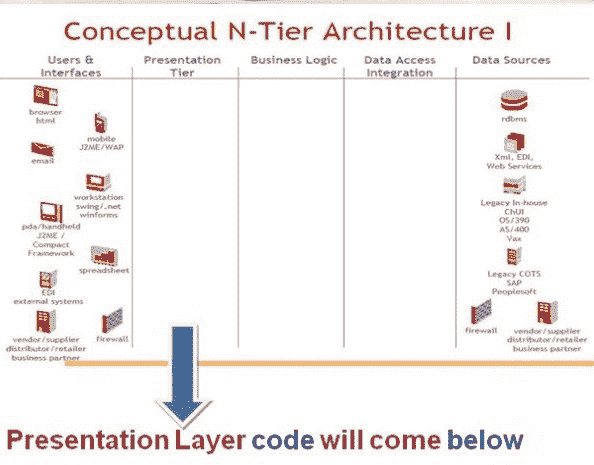 Conceptual N-Tier Architecture I
Users &
Interfaces
Presentation
Tier
Business Logic
Data Access
Integration
Data Sources
browser
html
mobile
J2ME/WAP
email
workstation
swing/.net
winforms
pda/handheld
J2ME /
Compact
Framework
spreadsheet
EDI
external systems
vendor/supplier
distributor/retailer
business partner
firewall
rdbms
Xml, EDI,
Web Services
Legacy In-house
ChUI
OS/390
AS/400
Vax
Legacy COTS
SAP
Peoplesoft
firewall
vendor/supplier
distributor/retailer
business partner
Presentation Layer code will come below